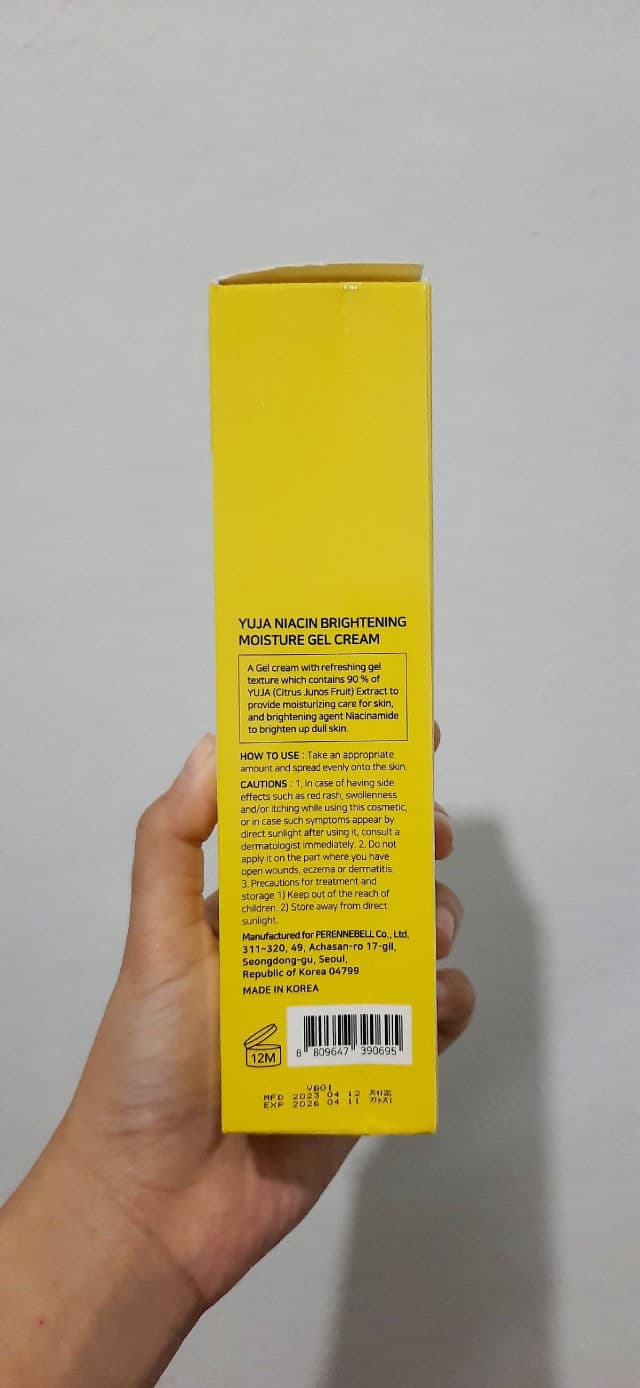 YUJA NIACIN BRIGHTENING
MOISTURE GEL CREAM
A Gel cream with refreshing gel
texture which contains 90 % of
YUJA (Citrus Junos Fruit) Extract to
provide moisturizing care for skin,
and brightening agent Niacinamide
to brighten up dull skin.
HOW TO USE : Take an appropriate
amount and spread evenly onto the skin.
CAUTIONS : 1. In case of having side
effects such as red rash, swollenness
and/or itching while using this cosmetic,
or in case such symptoms appear by
direct sunlight after using it, consult a
dermatologist immediately. 2. Do not
apply it on the part where you have
open wounds, eczema or dermatitis.
3. Precautions for treatment and
storage 1) Keep out of the reach of
children. 2) Store away from direct
sunlight.
Manufactured for PERENNEBELL Co., Ltd.
311~320, 49, Achasan-ro 17-gil,
Seongdong-gu, Seoul,
Republic of Korea 04799
MADE IN KOREA
12M
8 809647 390695
VG01
MFD 2023 04 12 제조
EXP 2026 04 11 까지